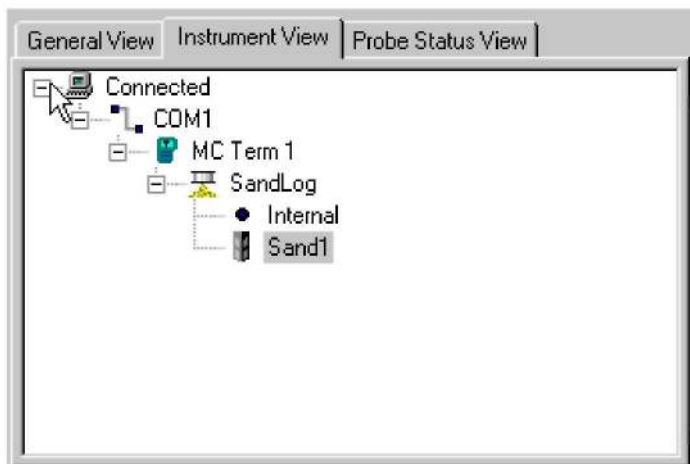 General View Instrument View Probe Status View
Connected
COM1
MC Term 1
SandLog
Internal
Sand1